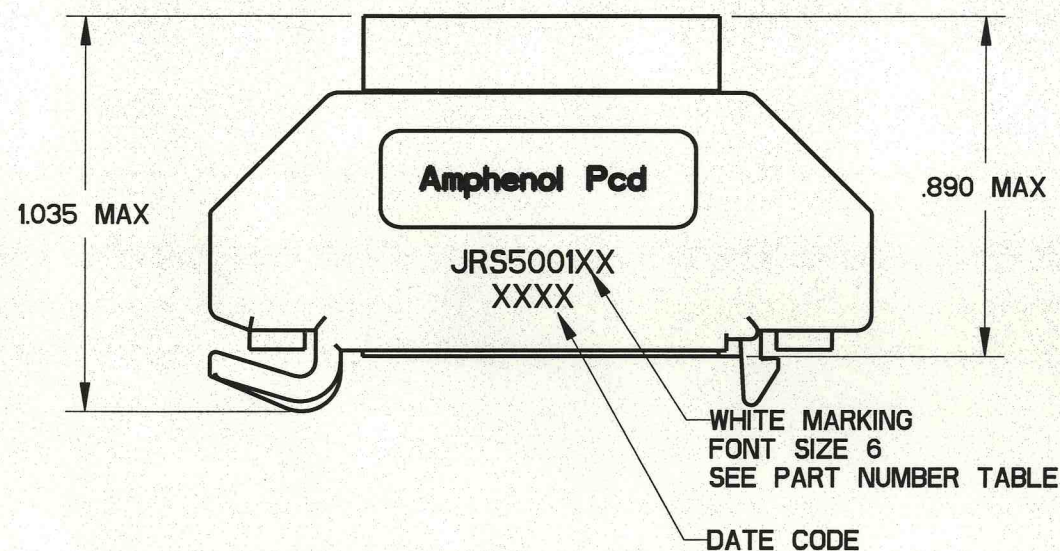 1.035 MAX
.890 MAX
Amphenol Pcd
JRS5001XX
XXXX
WHITE MARKING
FONT SIZE 6
SEE PART NUMBER TABLE
DATE CODE